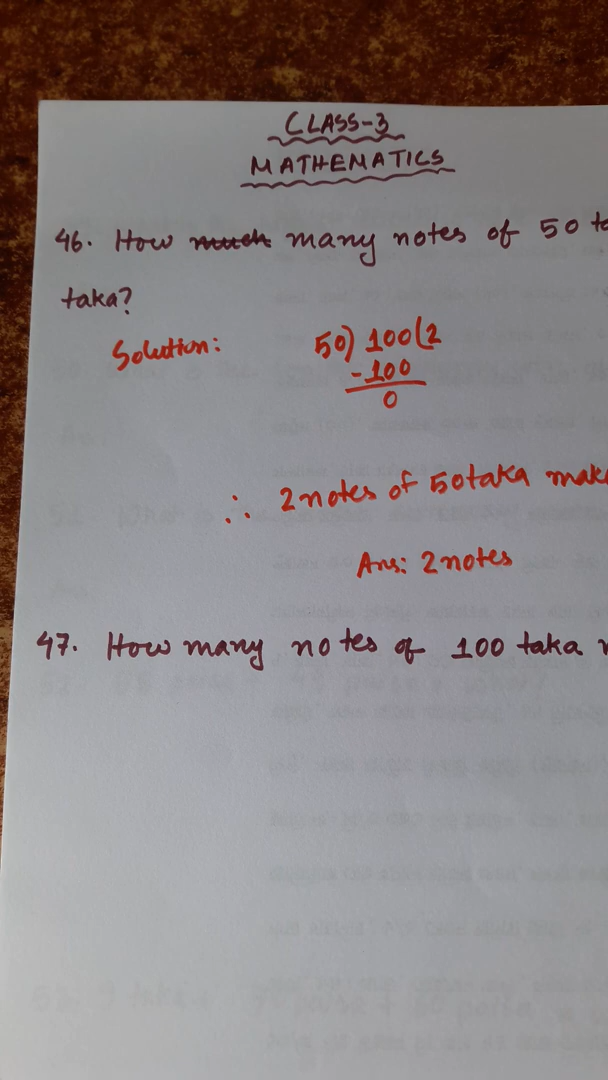 CLASS-3
MATHEMATICS
46. How much many notes of 50 ta
taka?
Solution: 50) 100 (2
-100
0
∴ 2 notes of 50 taka make
Ans: 2 notes
47. How many notes of 100 taka